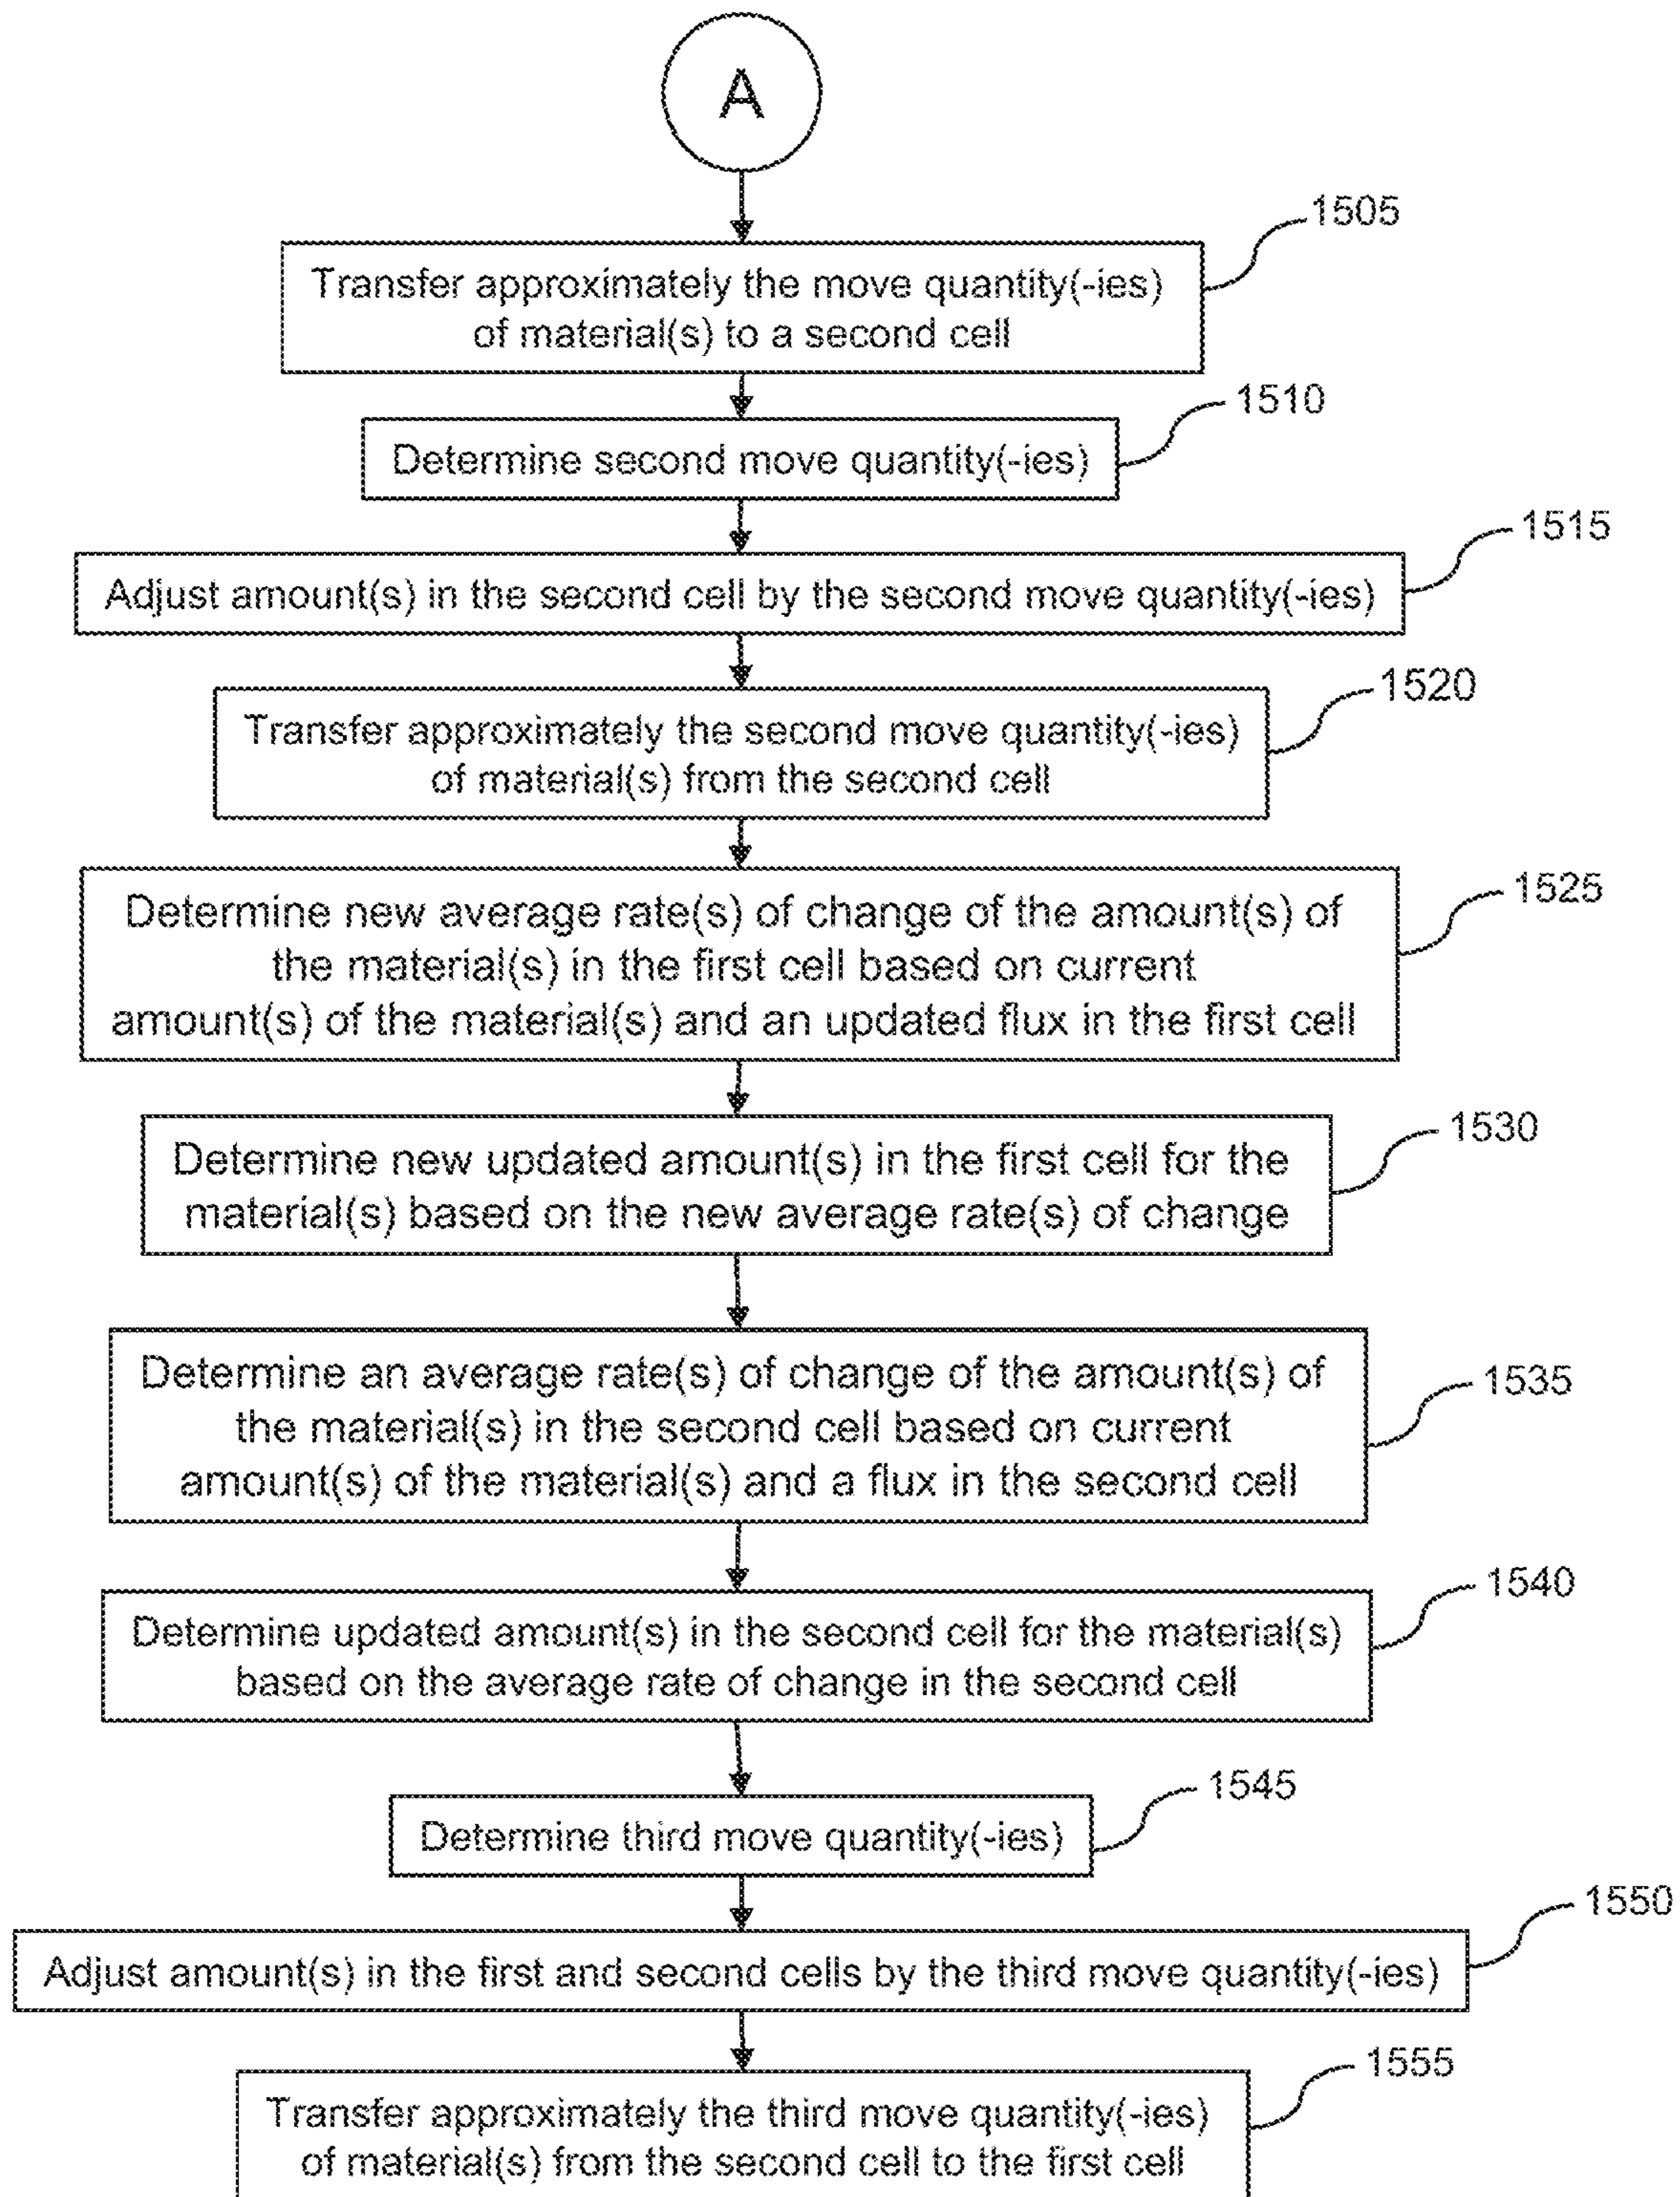 A
1505
Transfer approximately the move quantity(-ies)
of material(s) to a second cell
1510
Determine second move quantity(-ies)
1515
Adjust amount(s) in the second cell by the second move quantity(-ies)
1520
Transfer approximately the second move quantity(-ies)
of material(s) from the second cell
1525
Determine new average rate(s) of change of the amount(s) of
the material(s) in the first cell based on current
amount(s) of the material(s) and an updated flux in the first cell
1530
Determine new updated amount(s) in the first cell for the
material(s) based on the new average rate(s) of change
1535
Determine an average rate(s) of change of the amount(s) of
the material(s) in the second cell based on current
amount(s) of the material(s) and a flux in the second cell
1540
Determine updated amount(s) in the second cell for the material(s)
based on the average rate of change in the second cell
1545
Determine third move quantity(-ies)
1550
Adjust amount(s) in the first and second cells by the third move quantity(-ies)
1555
Transfer approximately the third move quantity(-ies)
of material(s) from the second cell to the first cell